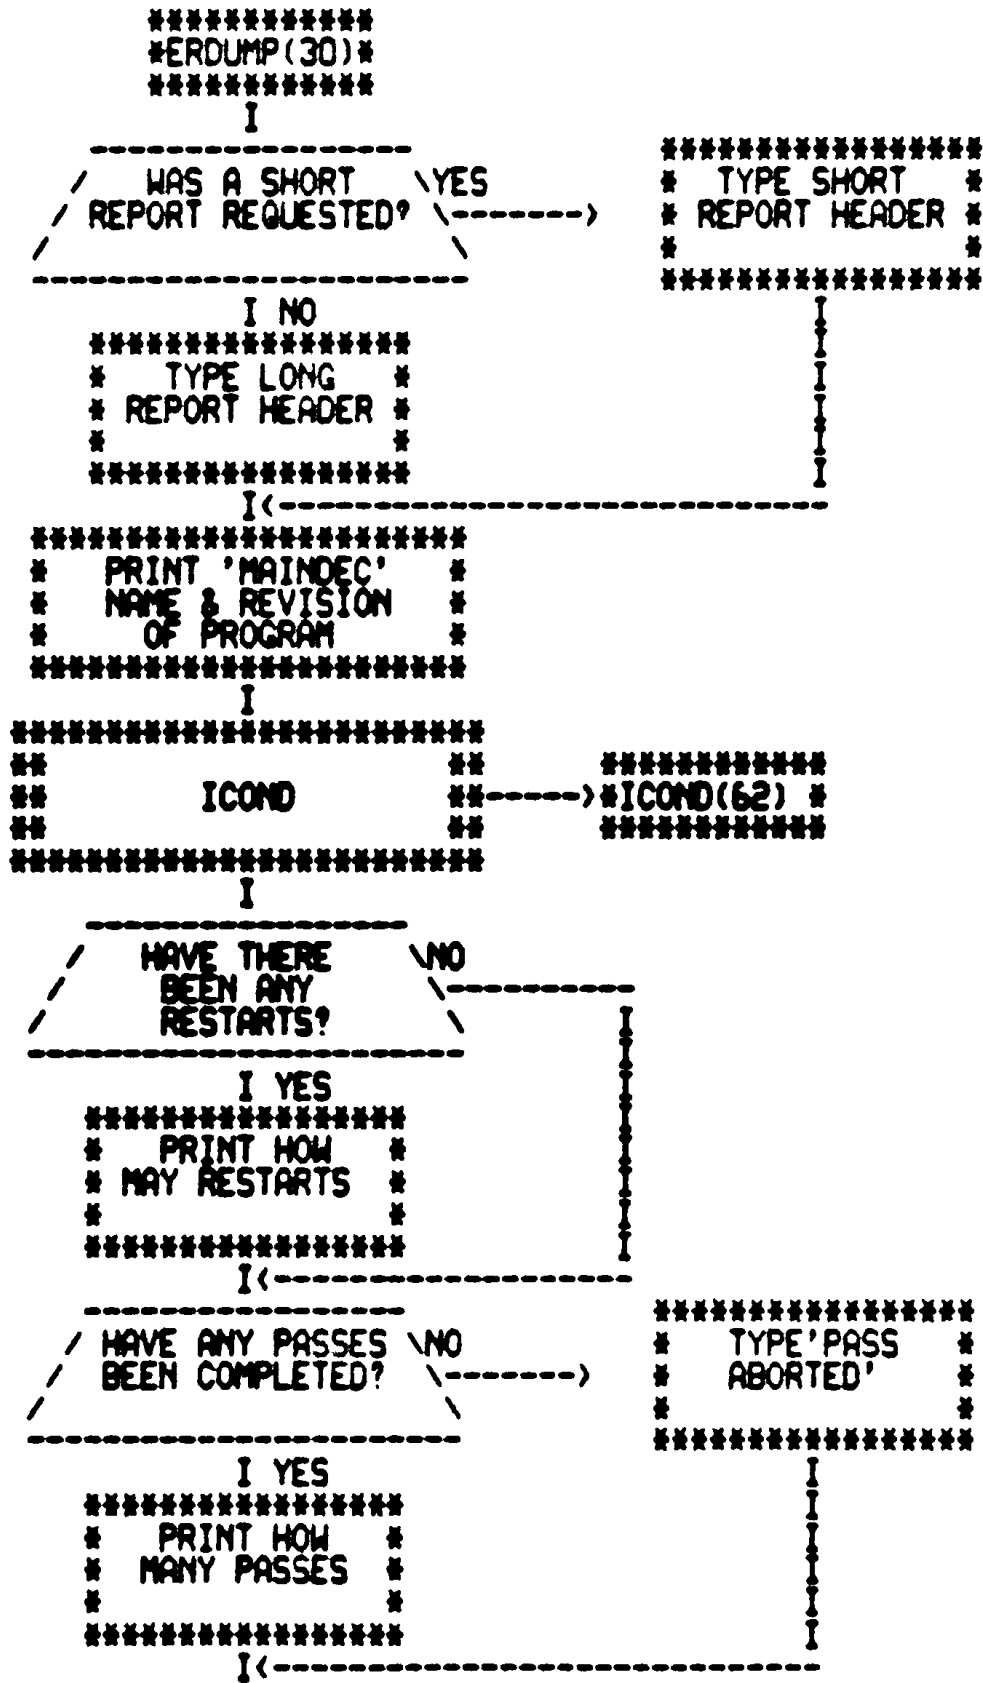 ERDUMP(30)
WAS A SHORT
REPORT REQUESTED?
YES
TYPE SHORT
REPORT HEADER
I NO
TYPE LONG
REPORT HEADER
PRINT 'MAINDEC'
NAME & REVISION
OF PROGRAM
ICOND
ICOND(62)
HAVE THERE
BEEN ANY
RESTARTS?
NO
I YES
PRINT HOW
MAY RESTARTS
HAVE ANY PASSES
BEEN COMPLETED?
NO
TYPE'PASS
ABORTED'
I YES
PRINT HOW
MANY PASSES